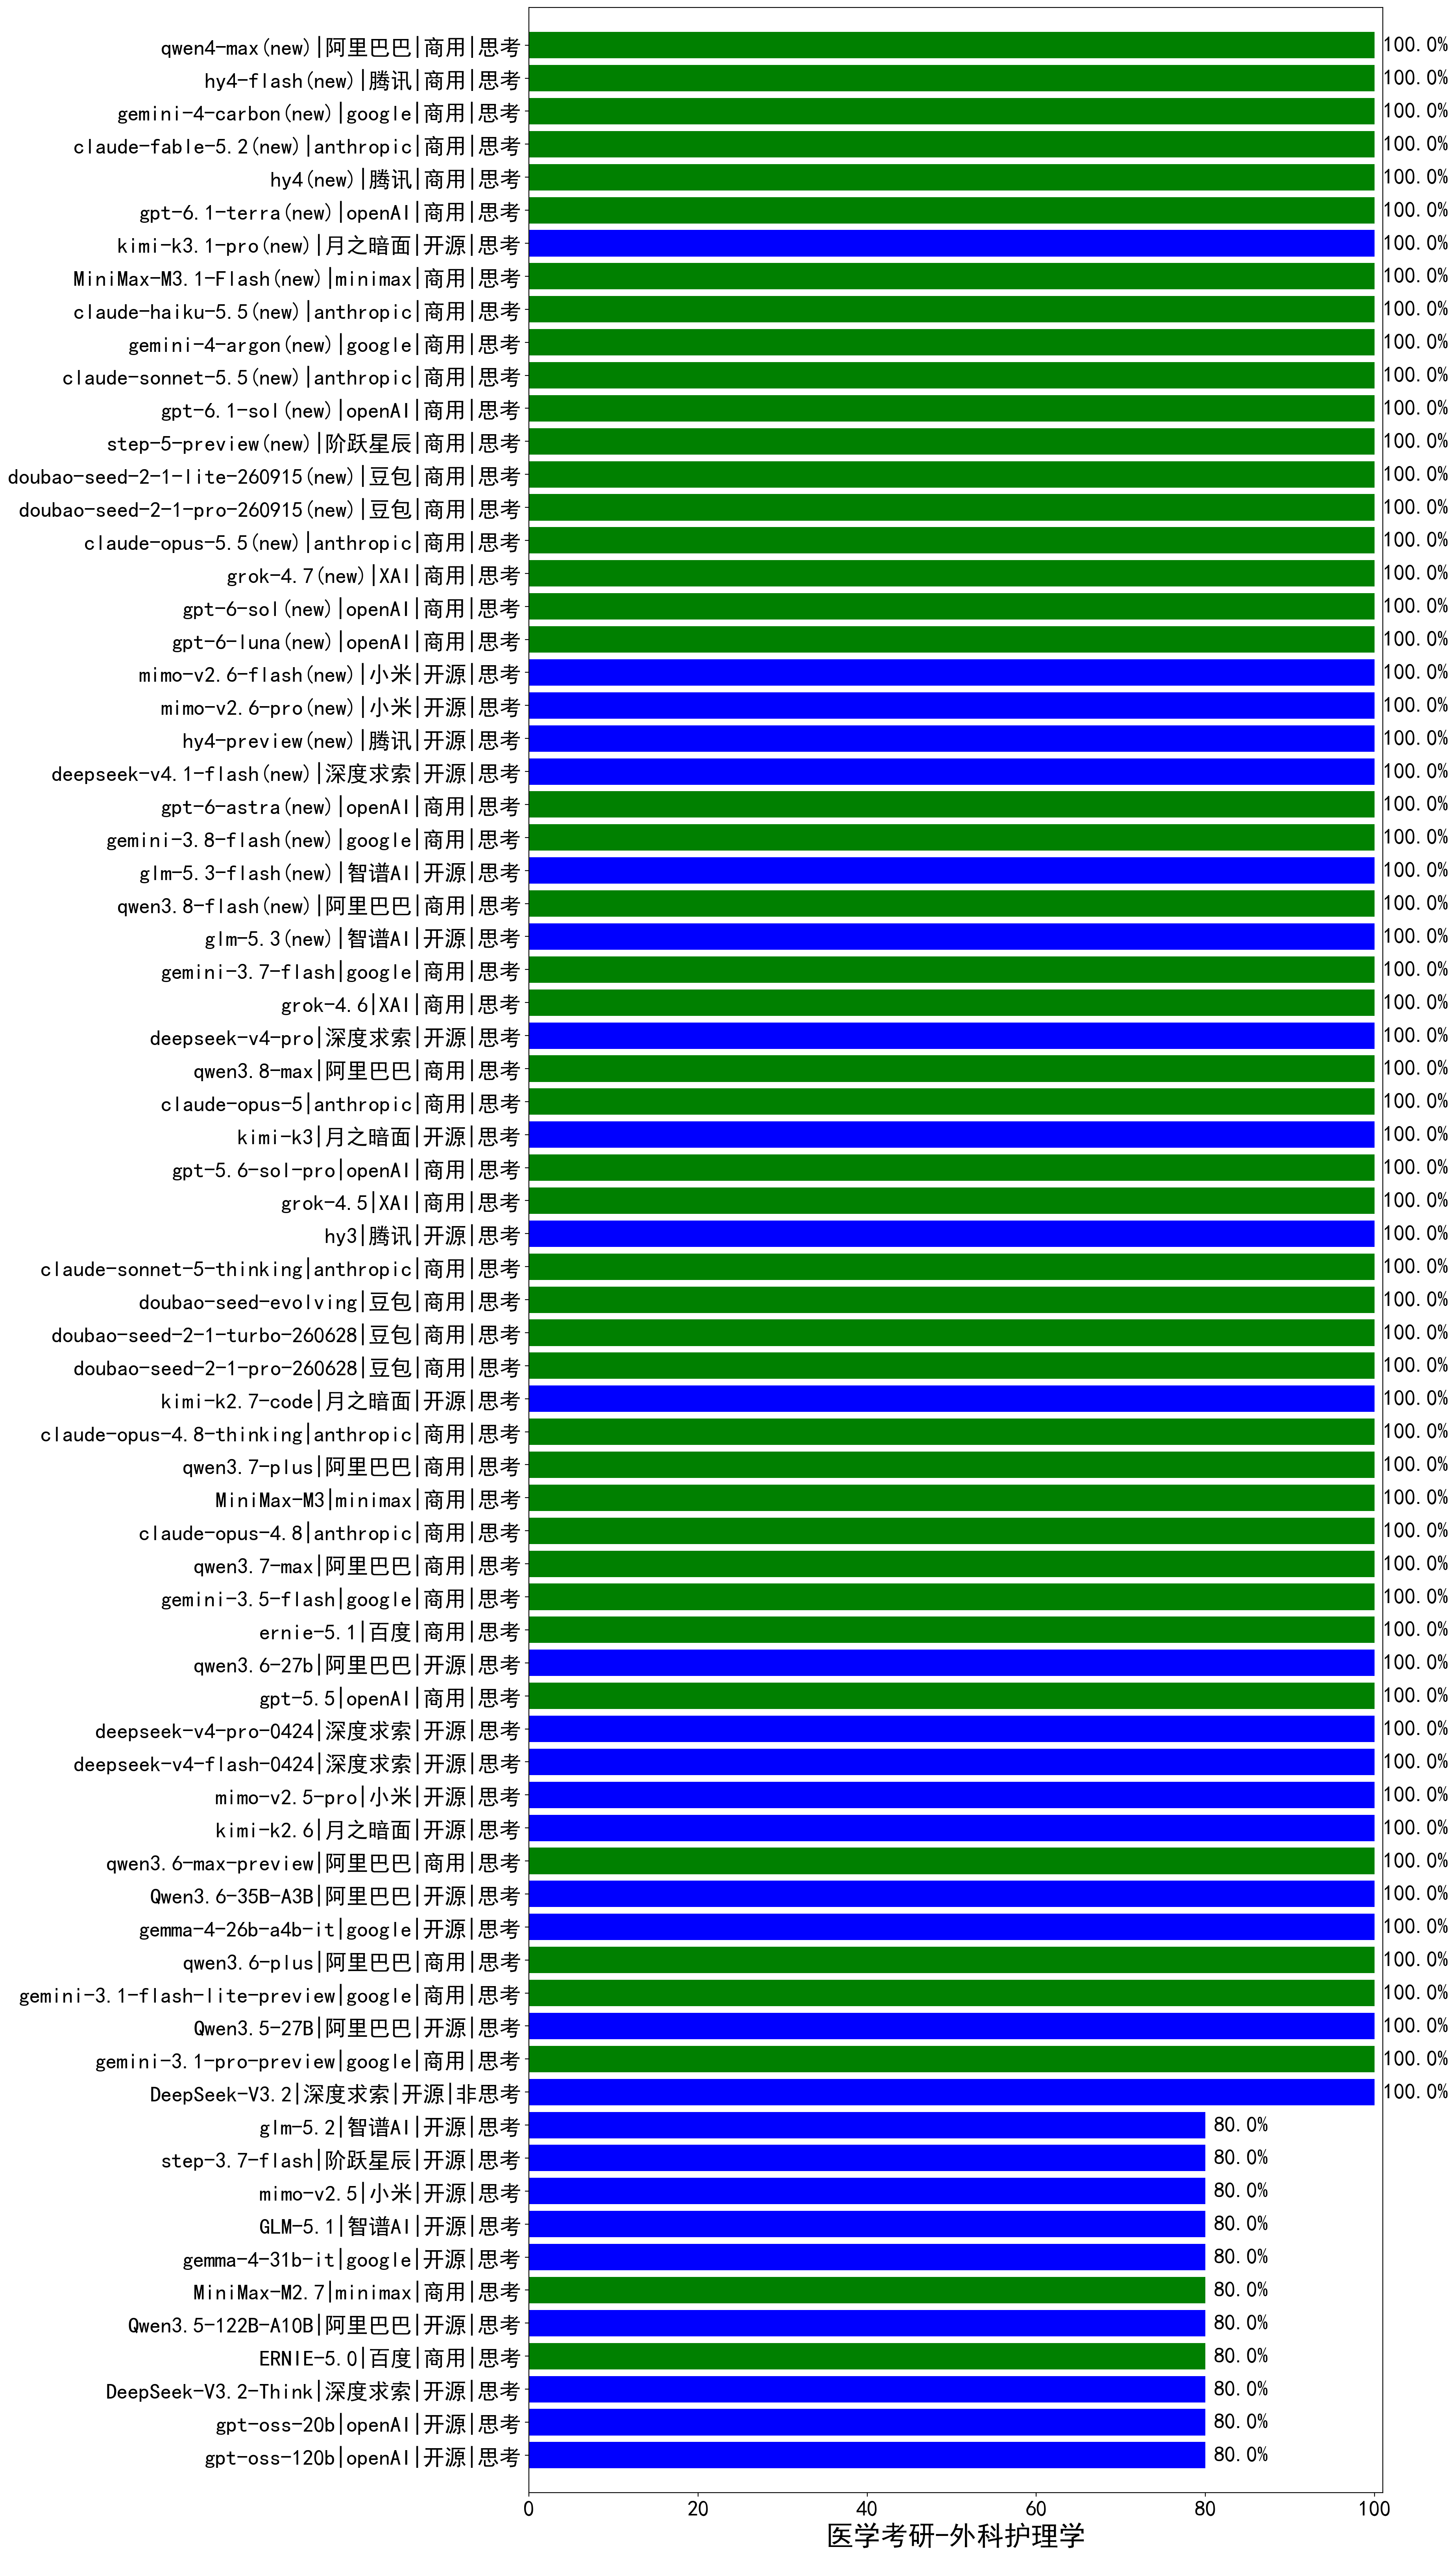 qwen4-max(new)|阿里巴巴|商用|思考 100.0%
hy4-flash(new)|腾讯|商用|思考 100.0%
gemini-4-carbon(new)|google|商用|思考 100.0%
claude-fable-5.2(new)|anthropic|商用|思考 100.0%
hy4(new)|腾讯|商用|思考 100.0%
gpt-6.1-terra(new)|openAI|商用|思考 100.0%
kimi-k3.1-pro(new)|月之暗面|开源|思考 100.0%
MiniMax-M3.1-Flash(new)|minimax|商用|思考 100.0%
claude-haiku-5.5(new)|anthropic|商用|思考 100.0%
gemini-4-argon(new)|google|商用|思考 100.0%
claude-sonnet-5.5(new)|anthropic|商用|思考 100.0%
gpt-6.1-sol(new)|openAI|商用|思考 100.0%
step-5-preview(new)|阶跃星辰|商用|思考 100.0%
doubao-seed-2-1-lite-260915(new)|豆包|商用|思考 100.0%
doubao-seed-2-1-pro-260915(new)|豆包|商用|思考 100.0%
claude-opus-5.5(new)|anthropic|商用|思考 100.0%
grok-4.7(new)|XAI|商用|思考 100.0%
gpt-6-sol(new)|openAI|商用|思考 100.0%
gpt-6-luna(new)|openAI|商用|思考 100.0%
mimo-v2.6-flash(new)|小米|开源|思考 100.0%
mimo-v2.6-pro(new)|小米|开源|思考 100.0%
hy4-preview(new)|腾讯|开源|思考 100.0%
deepseek-v4.1-flash(new)|深度求索|开源|思考 100.0%
gpt-6-astra(new)|openAI|商用|思考 100.0%
gemini-3.8-flash(new)|google|商用|思考 100.0%
glm-5.3-flash(new)|智谱AI|开源|思考 100.0%
qwen3.8-flash(new)|阿里巴巴|商用|思考 100.0%
glm-5.3(new)|智谱AI|开源|思考 100.0%
gemini-3.7-flash|google|商用|思考 100.0%
grok-4.6|XAI|商用|思考 100.0%
deepseek-v4-pro|深度求索|开源|思考 100.0%
qwen3.8-max|阿里巴巴|商用|思考 100.0%
claude-opus-5|anthropic|商用|思考 100.0%
kimi-k3|月之暗面|开源|思考 100.0%
gpt-5.6-sol-pro|openAI|商用|思考 100.0%
grok-4.5|XAI|商用|思考 100.0%
hy3|腾讯|开源|思考 100.0%
claude-sonnet-5-thinking|anthropic|商用|思考 100.0%
doubao-seed-evolving|豆包|商用|思考 100.0%
doubao-seed-2-1-turbo-260628|豆包|商用|思考 100.0%
doubao-seed-2-1-pro-260628|豆包|商用|思考 100.0%
kimi-k2.7-code|月之暗面|开源|思考 100.0%
claude-opus-4.8-thinking|anthropic|商用|思考 100.0%
qwen3.7-plus|阿里巴巴|商用|思考 100.0%
MiniMax-M3|minimax|商用|思考 100.0%
claude-opus-4.8|anthropic|商用|思考 100.0%
qwen3.7-max|阿里巴巴|商用|思考 100.0%
gemini-3.5-flash|google|商用|思考 100.0%
ernie-5.1|百度|商用|思考 100.0%
qwen3.6-27b|阿里巴巴|开源|思考 100.0%
gpt-5.5|openAI|商用|思考 100.0%
deepseek-v4-pro-0424|深度求索|开源|思考 100.0%
deepseek-v4-flash-0424|深度求索|开源|思考 100.0%
mimo-v2.5-pro|小米|开源|思考 100.0%
kimi-k2.6|月之暗面|开源|思考 100.0%
qwen3.6-max-preview|阿里巴巴|商用|思考 100.0%
Qwen3.6-35B-A3B|阿里巴巴|开源|思考 100.0%
gemma-4-26b-a4b-it|google|开源|思考 100.0%
qwen3.6-plus|阿里巴巴|商用|思考 100.0%
gemini-3.1-flash-lite-preview|google|商用|思考 100.0%
Qwen3.5-27B|阿里巴巴|开源|思考 100.0%
gemini-3.1-pro-preview|google|商用|思考 100.0%
DeepSeek-V3.2|深度求索|开源|非思考 100.0%
glm-5.2|智谱AI|开源|思考 80.0%
step-3.7-flash|阶跃星辰|开源|思考 80.0%
mimo-v2.5|小米|开源|思考 80.0%
GLM-5.1|智谱AI|开源|思考 80.0%
gemma-4-31b-it|google|开源|思考 80.0%
MiniMax-M2.7|minimax|商用|思考 80.0%
Qwen3.5-122B-A10B|阿里巴巴|开源|思考 80.0%
ERNIE-5.0|百度|商用|思考 80.0%
DeepSeek-V3.2-Think|深度求索|开源|思考 80.0%
gpt-oss-20b|openAI|开源|思考 80.0%
gpt-oss-120b|openAI|开源|思考 80.0%
0 20 40 60 80 100
医学考研-外科护理学